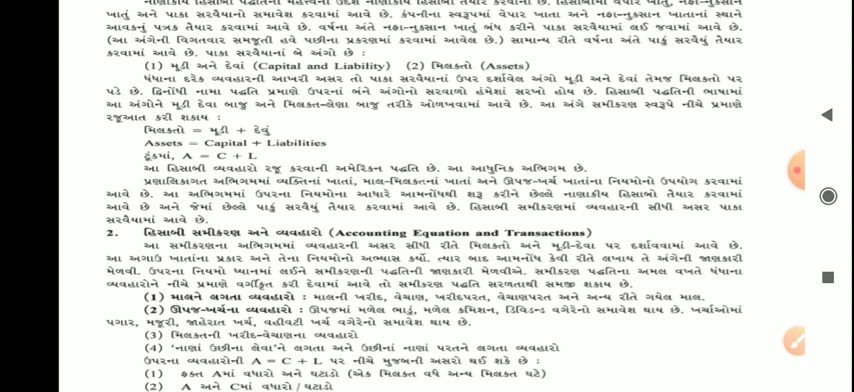 નાણાકીય હિસાબી પદ્ધતિના મહત્ત્વનો ઉદ્દેશ નાણાકીય હિસાબો તૈયાર કરવાનો છે. હિસાબોમાં વેપાર ખાતું, નફા-નુકસાન
ખાતું અને પાકા સરવૈયાનો સમાવેશ કરવામાં આવે છે. કંપનીના સ્વરૂપમાં વેપાર ખાતા અને નફા-નુકસાન ખાતાનાં સ્થાને
આવકનું પત્રક તૈયાર કરવામાં આવે છે. વર્ષના અંતે નફા-નુકસાન ખાતું બંધ કરીને પાકા સરવૈયામાં લઈ જવામાં આવે છે.
(આ અંગેની વિગતવાર સમજૂતી હવે પછીના પ્રકરણમાં કરવામાં આવેલ છે.) સામાન્ય રીતે વર્ષના અંતે પાકું સરવૈયું તૈયાર
કરવામાં આવે છે. પાકા સરવૈયાનાં બે અંગો છે :
(1) મૂડી અને દેવાં (Capital and Liability) (2) મિલકતો (Assets)
ધંધાના દરેક વ્યવહારની આખરી અસર તો પાકા સરવૈયાનાં ઉપર દર્શાવેલ અંગો મૂડી અને દેવાં તેમજ મિલકતો પર
પડે છે. દ્વિનોંધી નામા પદ્ધતિ પ્રમાણે ઉપરનાં બંને અંગોનો સરવાળો હંમેશાં સરખો હોય છે. હિસાબી પદ્ધતિની ભાષામાં
આ અંગોને મૂડી દેવા બાજુ અને મિલકત-લેણા બાજુ તરીકે ઓળખવામાં આવે છે. આ અંગે સમીકરણ સ્વરૂપે નીચે પ્રમાણે
રજૂઆત કરી શકાય :
મિલકતો = મૂડી + દેવું
Assets = Capital + Liabilities
ટૂંકમાં, A = C + L
આ હિસાબી વ્યવહારો રજૂ કરવાની અમેરિકન પદ્ધતિ છે. આ આધુનિક અભિગમ છે.
પ્રણાલિકાગત અભિગમમાં વ્યક્તિનાં ખાતાં, માલ-મિલકતનાં ખાતાં અને ઊપજ-ખર્ચ ખાતાંના નિયમોનો ઉપયોગ કરવામાં
આવે છે. આ અભિગમમાં ઉપરના નિયમોના આધારે આમનોંધથી શરૂ કરીને છેલ્લે નાણાકીય હિસાબો તૈયાર કરવામાં
આવે છે અને જેમાં છેલ્લે પાકું સરવૈયું તૈયાર કરવામાં આવે છે. હિસાબી સમીકરણમાં વ્યવહારની સીધી અસર પાકા
સરવૈયામાં આવે છે.
2. હિસાબી સમીકરણ અને વ્યવહારો (Accounting Equation and Transactions)
આ સમીકરણના અભિગમમાં વ્યવહારની અસર સીધી રીતે મિલકતો અને મૂડી-દેવા પર દર્શાવવામાં આવે છે.
આ અગાઉ ખાતાંના પ્રકાર અને તેના નિયમોનો અભ્યાસ કર્યો. ત્યાર બાદ આમનોંધ કેવી રીતે લખાય તે અંગેની જાણકારી
મેળવી. ઉપરના નિયમો ધ્યાનમાં લઈને સમીકરણની પદ્ધતિની જાણકારી મેળવીએ. સમીકરણ પદ્ધતિના અમલ વખતે ધંધાના
વ્યવહારોને નીચે પ્રમાણે વર્ગીકૃત કરી દેવામાં આવે તો સમીકરણ પદ્ધતિ સરળતાથી સમજી શકાય છે.
(1) માલને લગતા વ્યવહારો : માલની ખરીદ, વેચાણ, ખરીદપરત, વેચાણપરત અને અન્ય રીતે ગયેલ માલ.
(2) ઊપજ-ખર્ચના વ્યવહારો : ઊપજમાં મળેલ ભાડું, મળેલ કમિશન, ડિવિડન્ડ વગેરેનો સમાવેશ થાય છે. ખર્ચાઓમાં
પગાર, મજૂરી, જાહેરાત ખર્ચ, વહીવટી ખર્ચ વગેરેનો સમાવેશ થાય છે.
(3) મિલકતની ખરીદ-વેચાણના વ્યવહારો
(4) 'નાણાં ઉછીના લેવા'ને લગતા અને ઉછીનાં નાણાં પરતને લગતા વ્યવહારો
ઉપરના વ્યવહારોની A = C + L પર નીચે મુજબની અસરો થઈ શકે છે :
(1) ફક્ત Aમાં વધારો અને ઘટાડો (એક મિલકત વધે અન્ય મિલકત ઘટે)
(2) A અને Cમાં વધારો / ઘટાડો